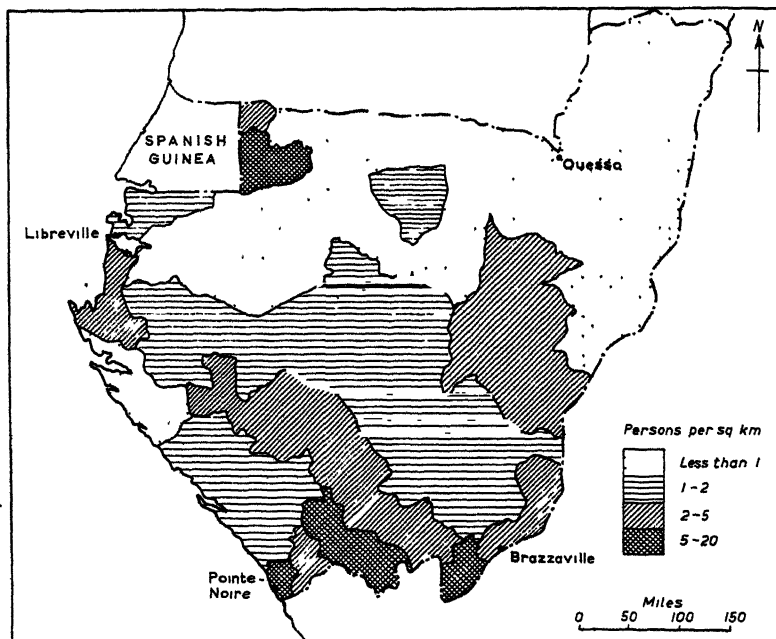 N
SPANISH
GUINEA
Ouessa
Libreville
Persons per sq km
Less than 1
1-2
2-5
5-20
Brazzaville
Pointe-
Noire
Miles
0 50 100 150